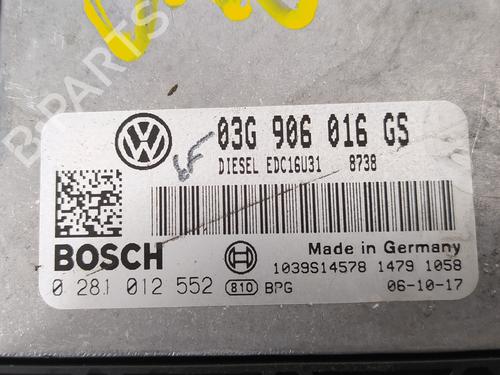 03G 906 016 GS
DIESEL EDC16U31 8738
BOSCH
Made in Germany
1039S14578 1479 1058
0 281 012 552 810 BPG 06-10-17
B-PARTS